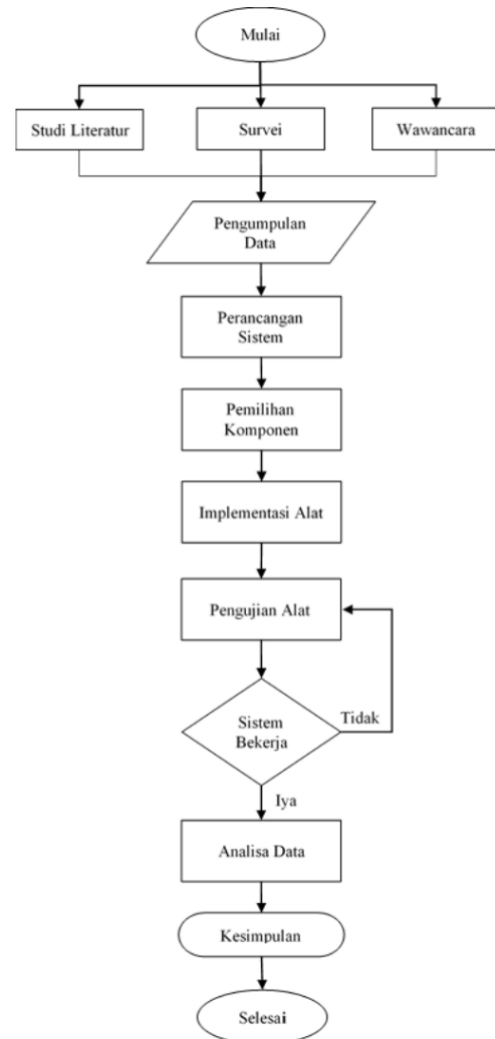 Mulai
Studi Literatur
Survei
Wawancara
Pengumpulan
Data
Perancangan
Sistem
Pemilihan
Komponen
Implementasi Alat
Pengujian Alat
Sistem
Bekerja
Tidak
Iya
Analisa Data
Kesimpulan
Selesai